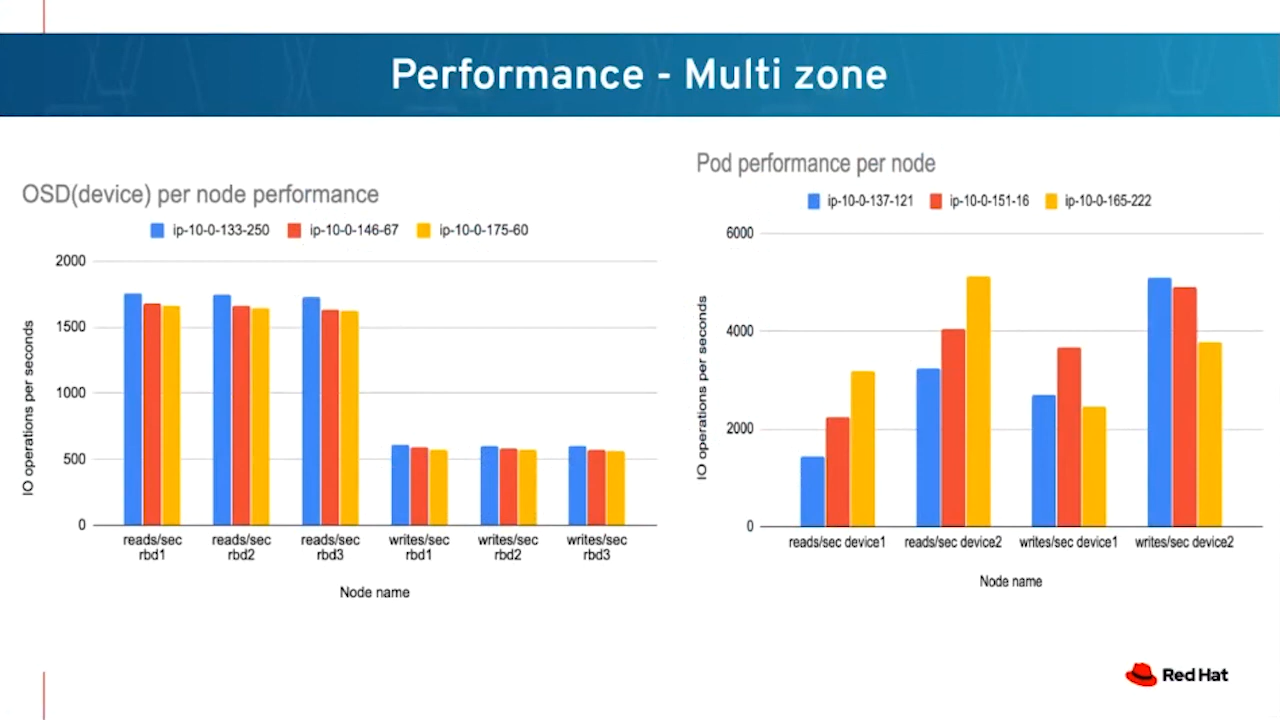 Performance - Multi zone
OSD(device) per node performance
ip-10-0-133-250 ip-10-0-146-67 ip-10-0-175-60
IO operations per seconds
2000
1500
1000
500
0
reads/sec rbd1
reads/sec rbd2
reads/sec rbd3
writes/sec rbd1
writes/sec rbd2
writes/sec rbd3
Node name
Pod performance per node
ip-10-0-137-121 ip-10-0-151-16 ip-10-0-165-222
IO operations per seconds
6000
4000
2000
0
reads/sec device1 reads/sec device2 writes/sec device1 writes/sec device2
Node name
Red Hat